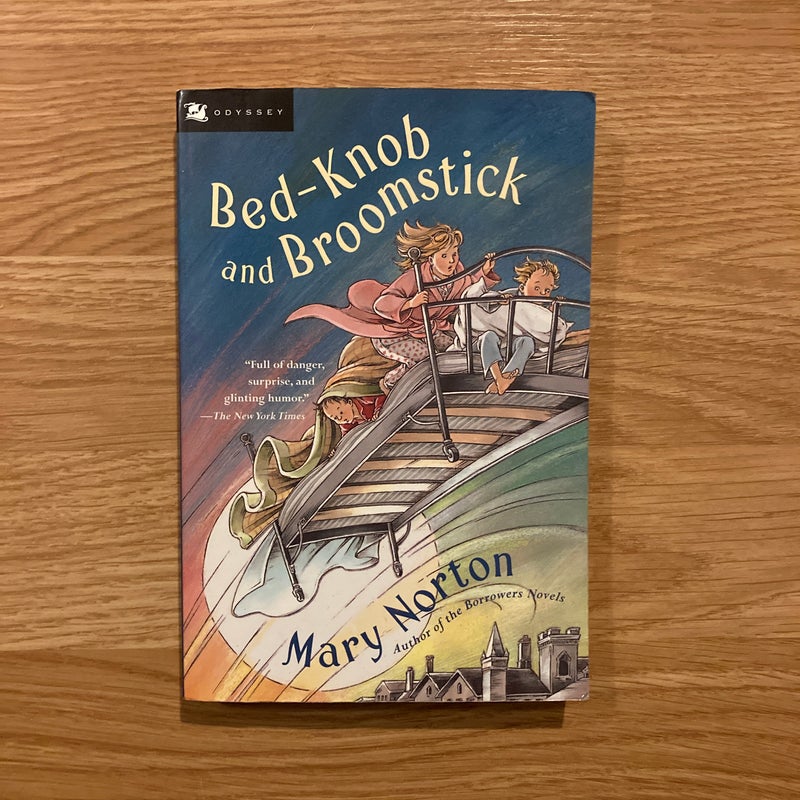 ODYSSEY
Bed-Knob
and Broomstick
“Full of danger,
surprise, and
glinting humor.”
—The New York Times
Mary Norton
Author of the Borrowers Novels